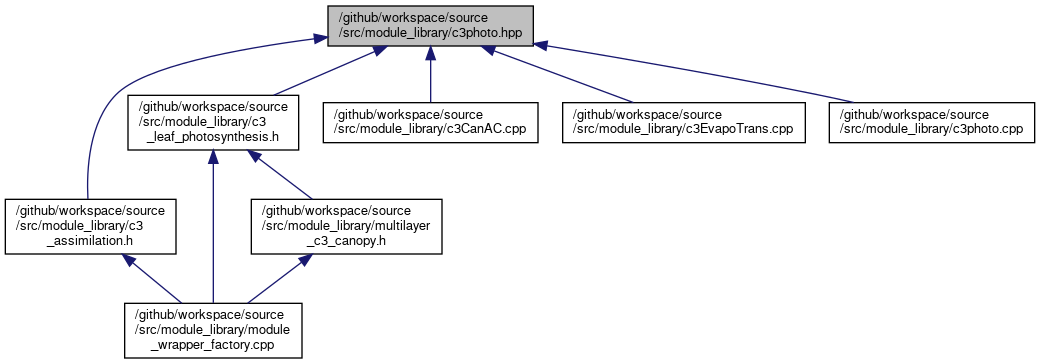 /github/workspace/source
/src/module_library/c3photo.hpp
/github/workspace/source
/src/module_library/c3
_leaf_photosynthesis.h
/github/workspace/source
/src/module_library/c3CanAC.cpp
/github/workspace/source
/src/module_library/c3EvapoTrans.cpp
/github/workspace/source
/src/module_library/c3photo.cpp
/github/workspace/source
/src/module_library/c3
_assimilation.h
/github/workspace/source
/src/module_library/multilayer
_c3_canopy.h
/github/workspace/source
/src/module_library/module
_wrapper_factory.cpp